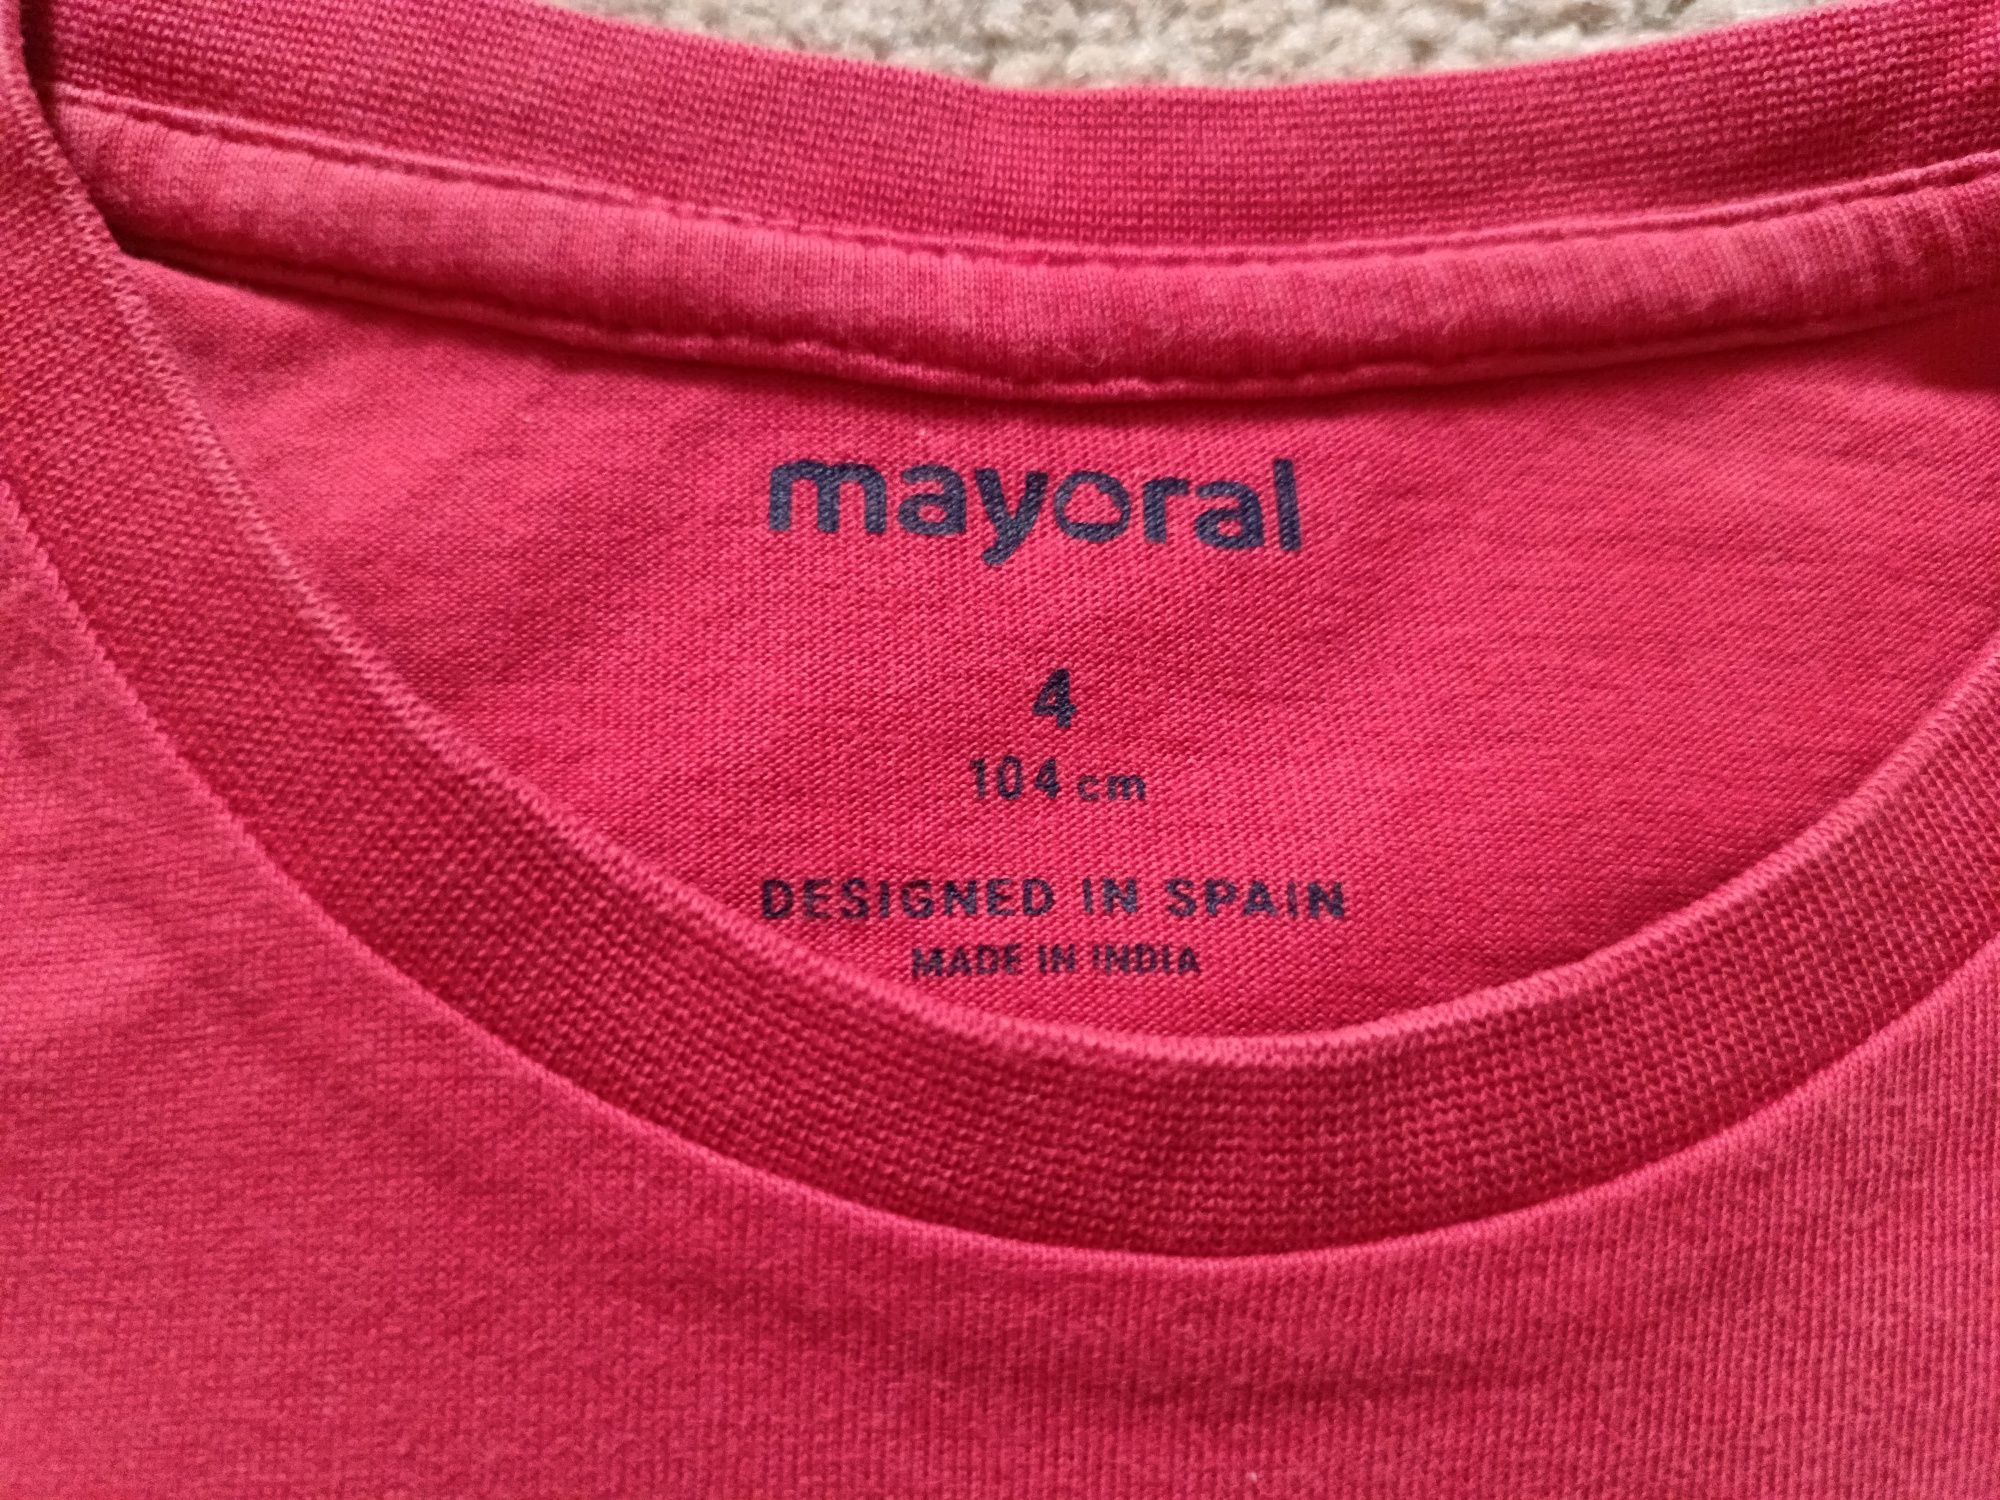 mayoral
4
104 cm
DESIGNED IN SPAIN
MADE IN INDIA